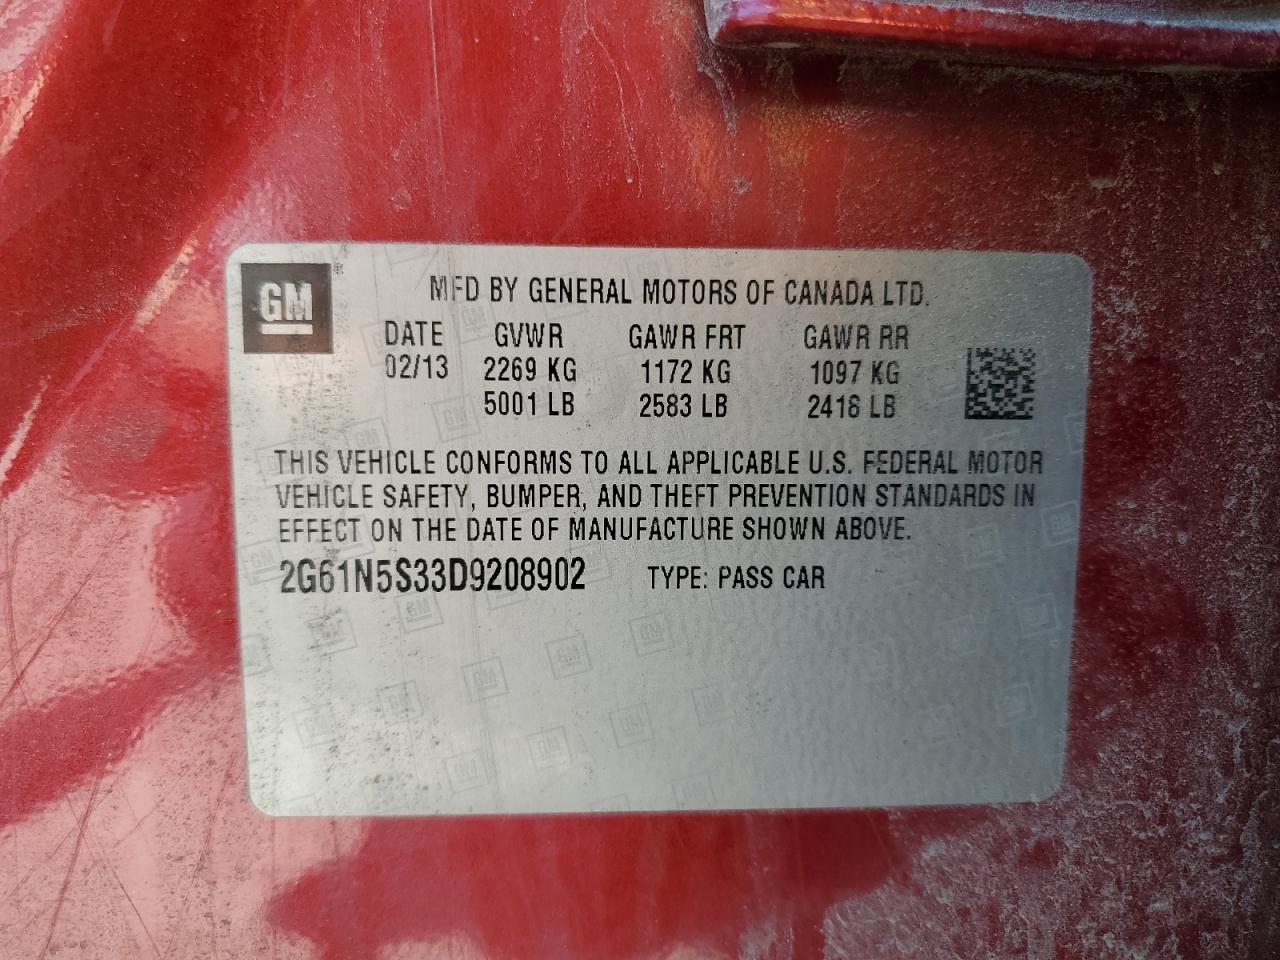 GM ®
MFD BY GENERAL MOTORS OF CANADA LTD.
DATE GVWR GAWR FRT GAWR RR
02/13 2269 KG 1172 KG 1097 KG
5001 LB 2583 LB 2418 LB
THIS VEHICLE CONFORMS TO ALL APPLICABLE U.S. FEDERAL MOTOR
VEHICLE SAFETY, BUMPER, AND THEFT PREVENTION STANDARDS IN
EFFECT ON THE DATE OF MANUFACTURE SHOWN ABOVE.
2G61N5S33D9208902 TYPE: PASS CAR